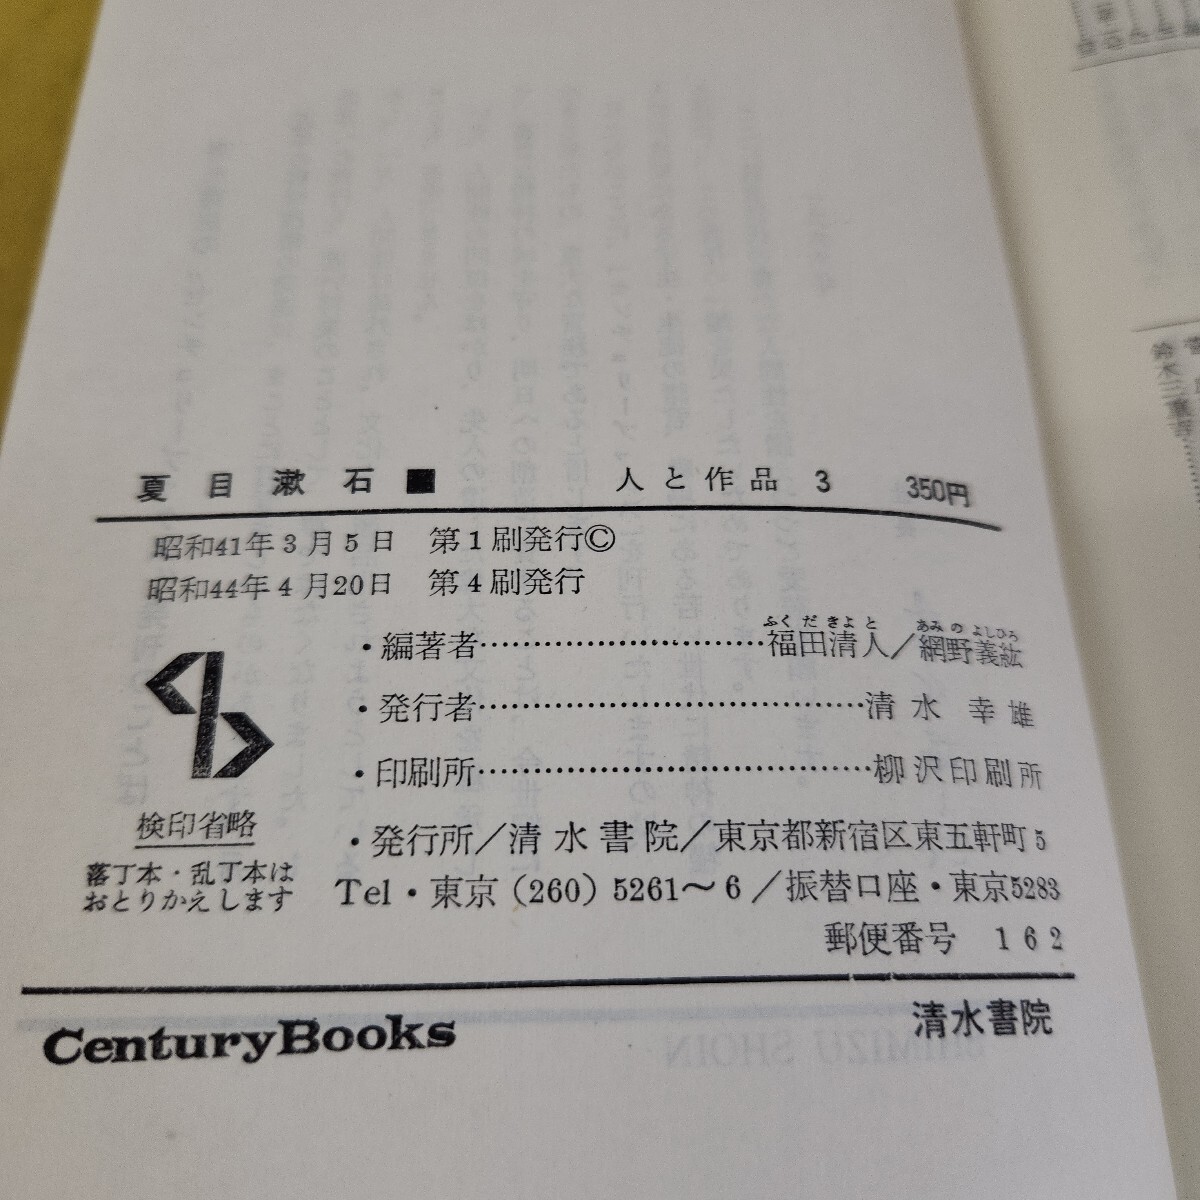 夏目漱石■ 人と作品3 350円
昭和41年3月5日 第1刷発行©
昭和44年4月20日 第4刷発行
ふくだきよと あみのよしひろ
・編著者…………………………福田清人／網野義紘
・発行者…………………………清水幸雄
・印刷所…………………………柳沢印刷所
検印省略
落丁本・乱丁本は
おとりかえします
・発行所／清水書院／東京都新宿区東五軒町5
Tel・東京(260)5261〜6／振替口座・東京5283
郵便番号 162
CenturyBooks
清水書院
SHIMIZU SHOIN
鈴木三重